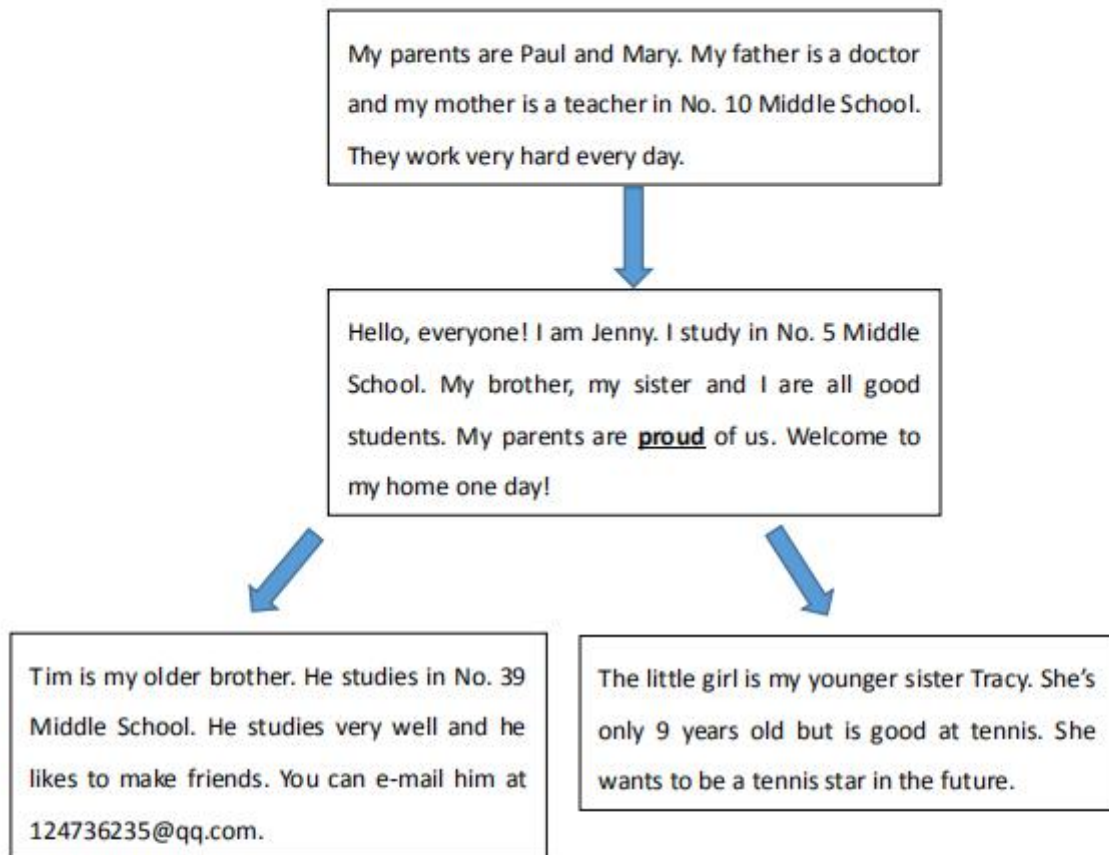 My parents are Paul and Mary. My father is a doctor
and my mother is a teacher in No. 10 Middle School.
They work very hard every day.
Hello, everyone! I am Jenny. I study in No. 5 Middle
School. My brother, my sister and I are all good
students. My parents are proud of us. Welcome to
my home one day!
Tim is my older brother. He studies in No. 39
Middle School. He studies very well and he
likes to make friends. You can e-mail him at
124736235@qq.com.
The little girl is my younger sister Tracy. She’s
only 9 years old but is good at tennis. She
wants to be a tennis star in the future.